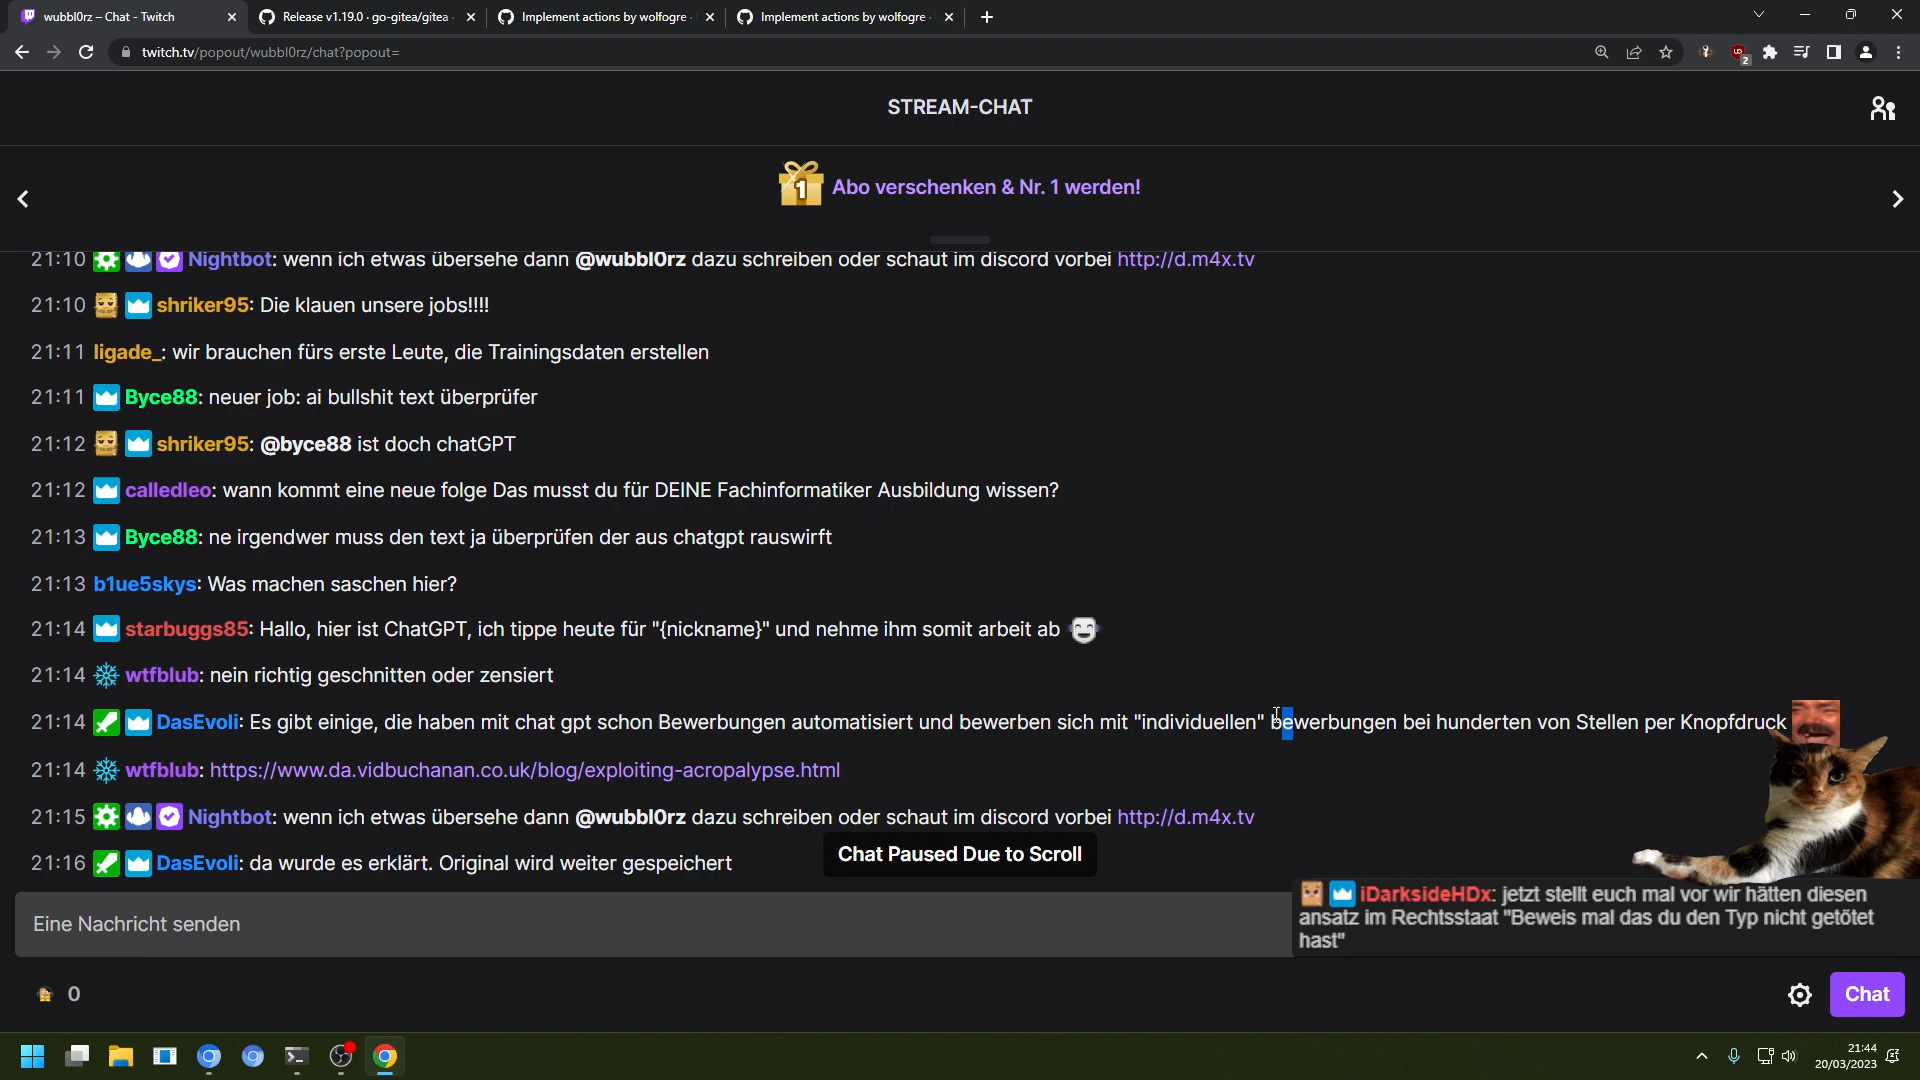 wubbl0rz – Chat - Twitch
Release v1.19.0 · go-gitea/gitea
Implement actions by wolfogre ·
Implement actions by wolfogre ·
twitch.tv/popout/wubbl0rz/chat?popout=
2
STREAM-CHAT
1
Abo verschenken & Nr. 1 werden!
21:10 Nightbot: wenn ich etwas übersehe dann @wubbl0rz dazu schreiben oder schaut im discord vorbei http://d.m4x.tv
21:10 shriker95: Die klauen unsere jobs!!!!
21:11 ligade_: wir brauchen fürs erste Leute, die Trainingsdaten erstellen
21:11 Byce88: neuer job: ai bullshit text überprüfer
21:12 shriker95: @byce88 ist doch chatGPT
21:12 calledleo: wann kommt eine neue folge Das musst du für DEINE Fachinformatiker Ausbildung wissen?
21:13 Byce88: ne irgendwer muss den text ja überprüfen der aus chatgpt rauswirft
21:13 b1ue5skys: Was machen saschen hier?
21:14 starbuggs85: Hallo, hier ist ChatGPT, ich tippe heute für "{nickname}" und nehme ihm somit arbeit ab
21:14 wtfblub: nein richtig geschnitten oder zensiert
21:14 DasEvoli: Es gibt einige, die haben mit chat gpt schon Bewerbungen automatisiert und bewerben sich mit "individuellen" bewerbungen bei hunderten von Stellen per Knopfdruck
21:14 wtfblub: https://www.da.vidbuchanan.co.uk/blog/exploiting-acropalypse.html
21:15 Nightbot: wenn ich etwas übersehe dann @wubbl0rz dazu schreiben oder schaut im discord vorbei http://d.m4x.tv
21:16 DasEvoli: da wurde es erklärt. Original wird weiter gespeichert
Chat Paused Due to Scroll
Eine Nachricht senden
iDarksideHDx: jetzt stellt euch mal vor wir hätten diesen
ansatz im Rechtsstaat "Beweis mal das du den Typ nicht getötet
hast"
0
Chat
21:44
20/03/2023